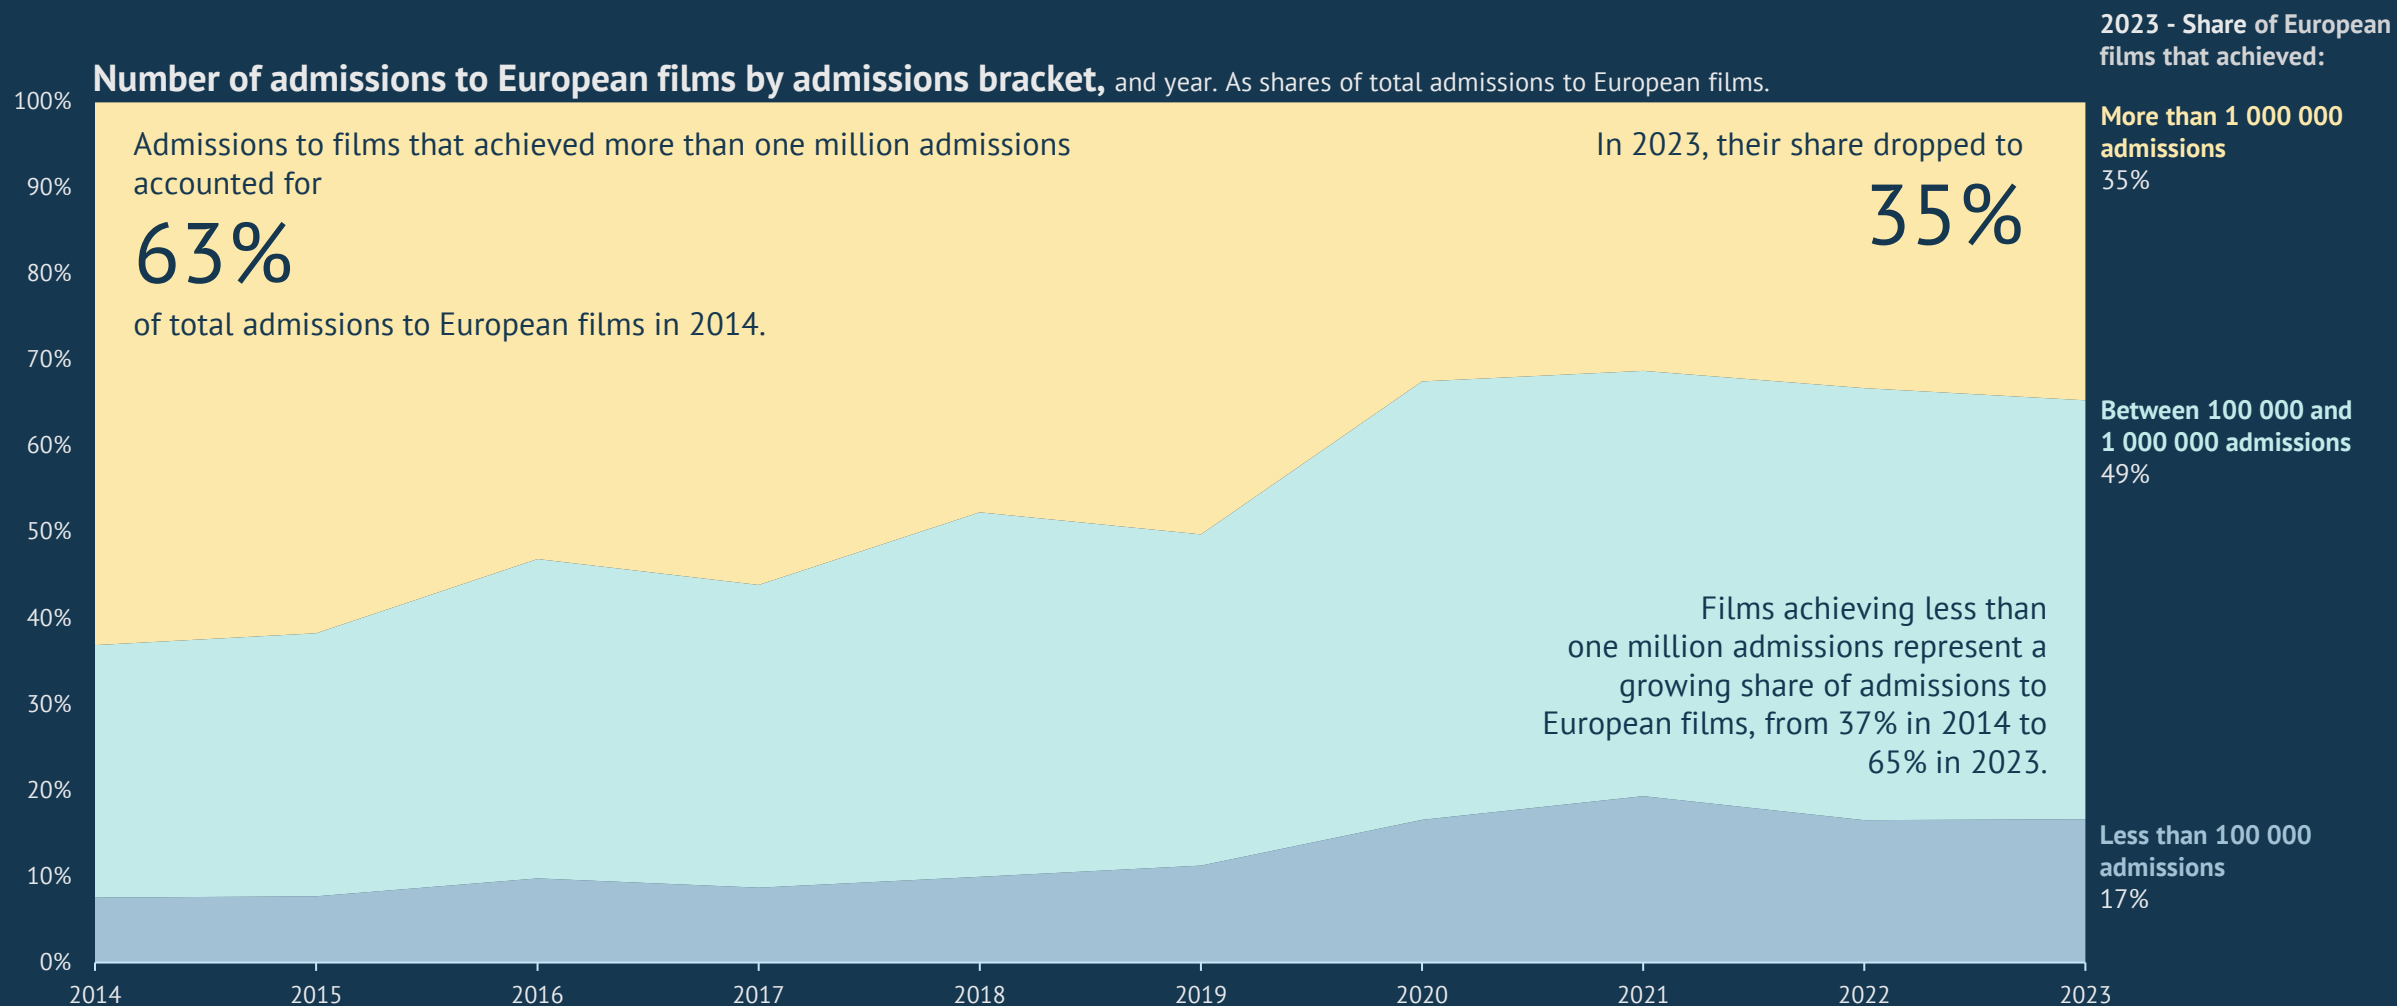 2023 - Share of European
films that achieved:
Number of admissions to European films by admissions bracket, and year. As shares of total admissions to European films.
100%
90%
80%
70%
60%
50%
40%
30%
20%
10%
0%
Admissions to films that achieved more than one million admissions
accounted for
63%
of total admissions to European films in 2014.
In 2023, their share dropped to
35%
Films achieving less than
one million admissions represent a
growing share of admissions to
European films, from 37% in 2014 to
65% in 2023.
More than 1 000 000
admissions
35%
Between 100 000 and
1 000 000 admissions
49%
Less than 100 000
admissions
17%
2014 2015 2016 2017 2018 2019 2020 2021 2022 2023